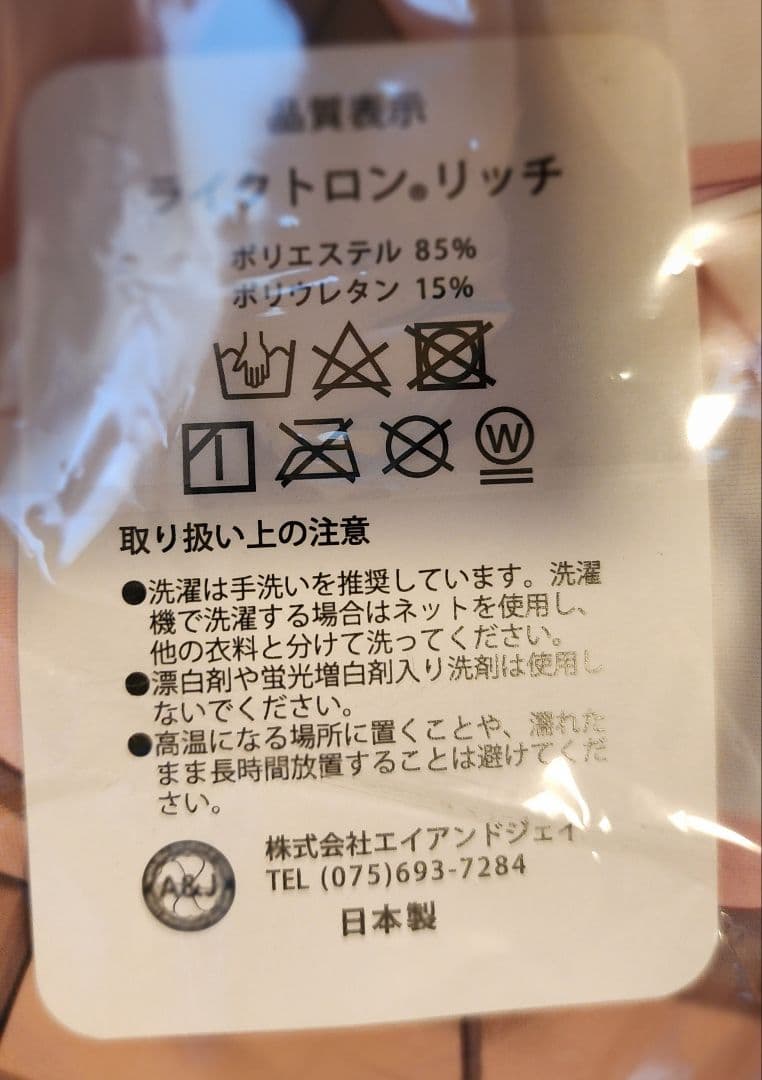 品質表示
ライクトロン®リッチ
ポリエステル 85%
ポリウレタン 15%
W
取り扱い上の注意
●洗濯は手洗いを推奨しています。洗濯
機で洗濯する場合はネットを使用し、
他の衣料と分けて洗ってください。
●漂白剤や蛍光増白剤入り洗剤は使用し
ないでください。
●高温になる場所に置くことや、濡れた
まま長時間放置することは避けてくだ
さい。
A&J
株式会社エイアンドジェイ
TEL (075)693-7284
日本製